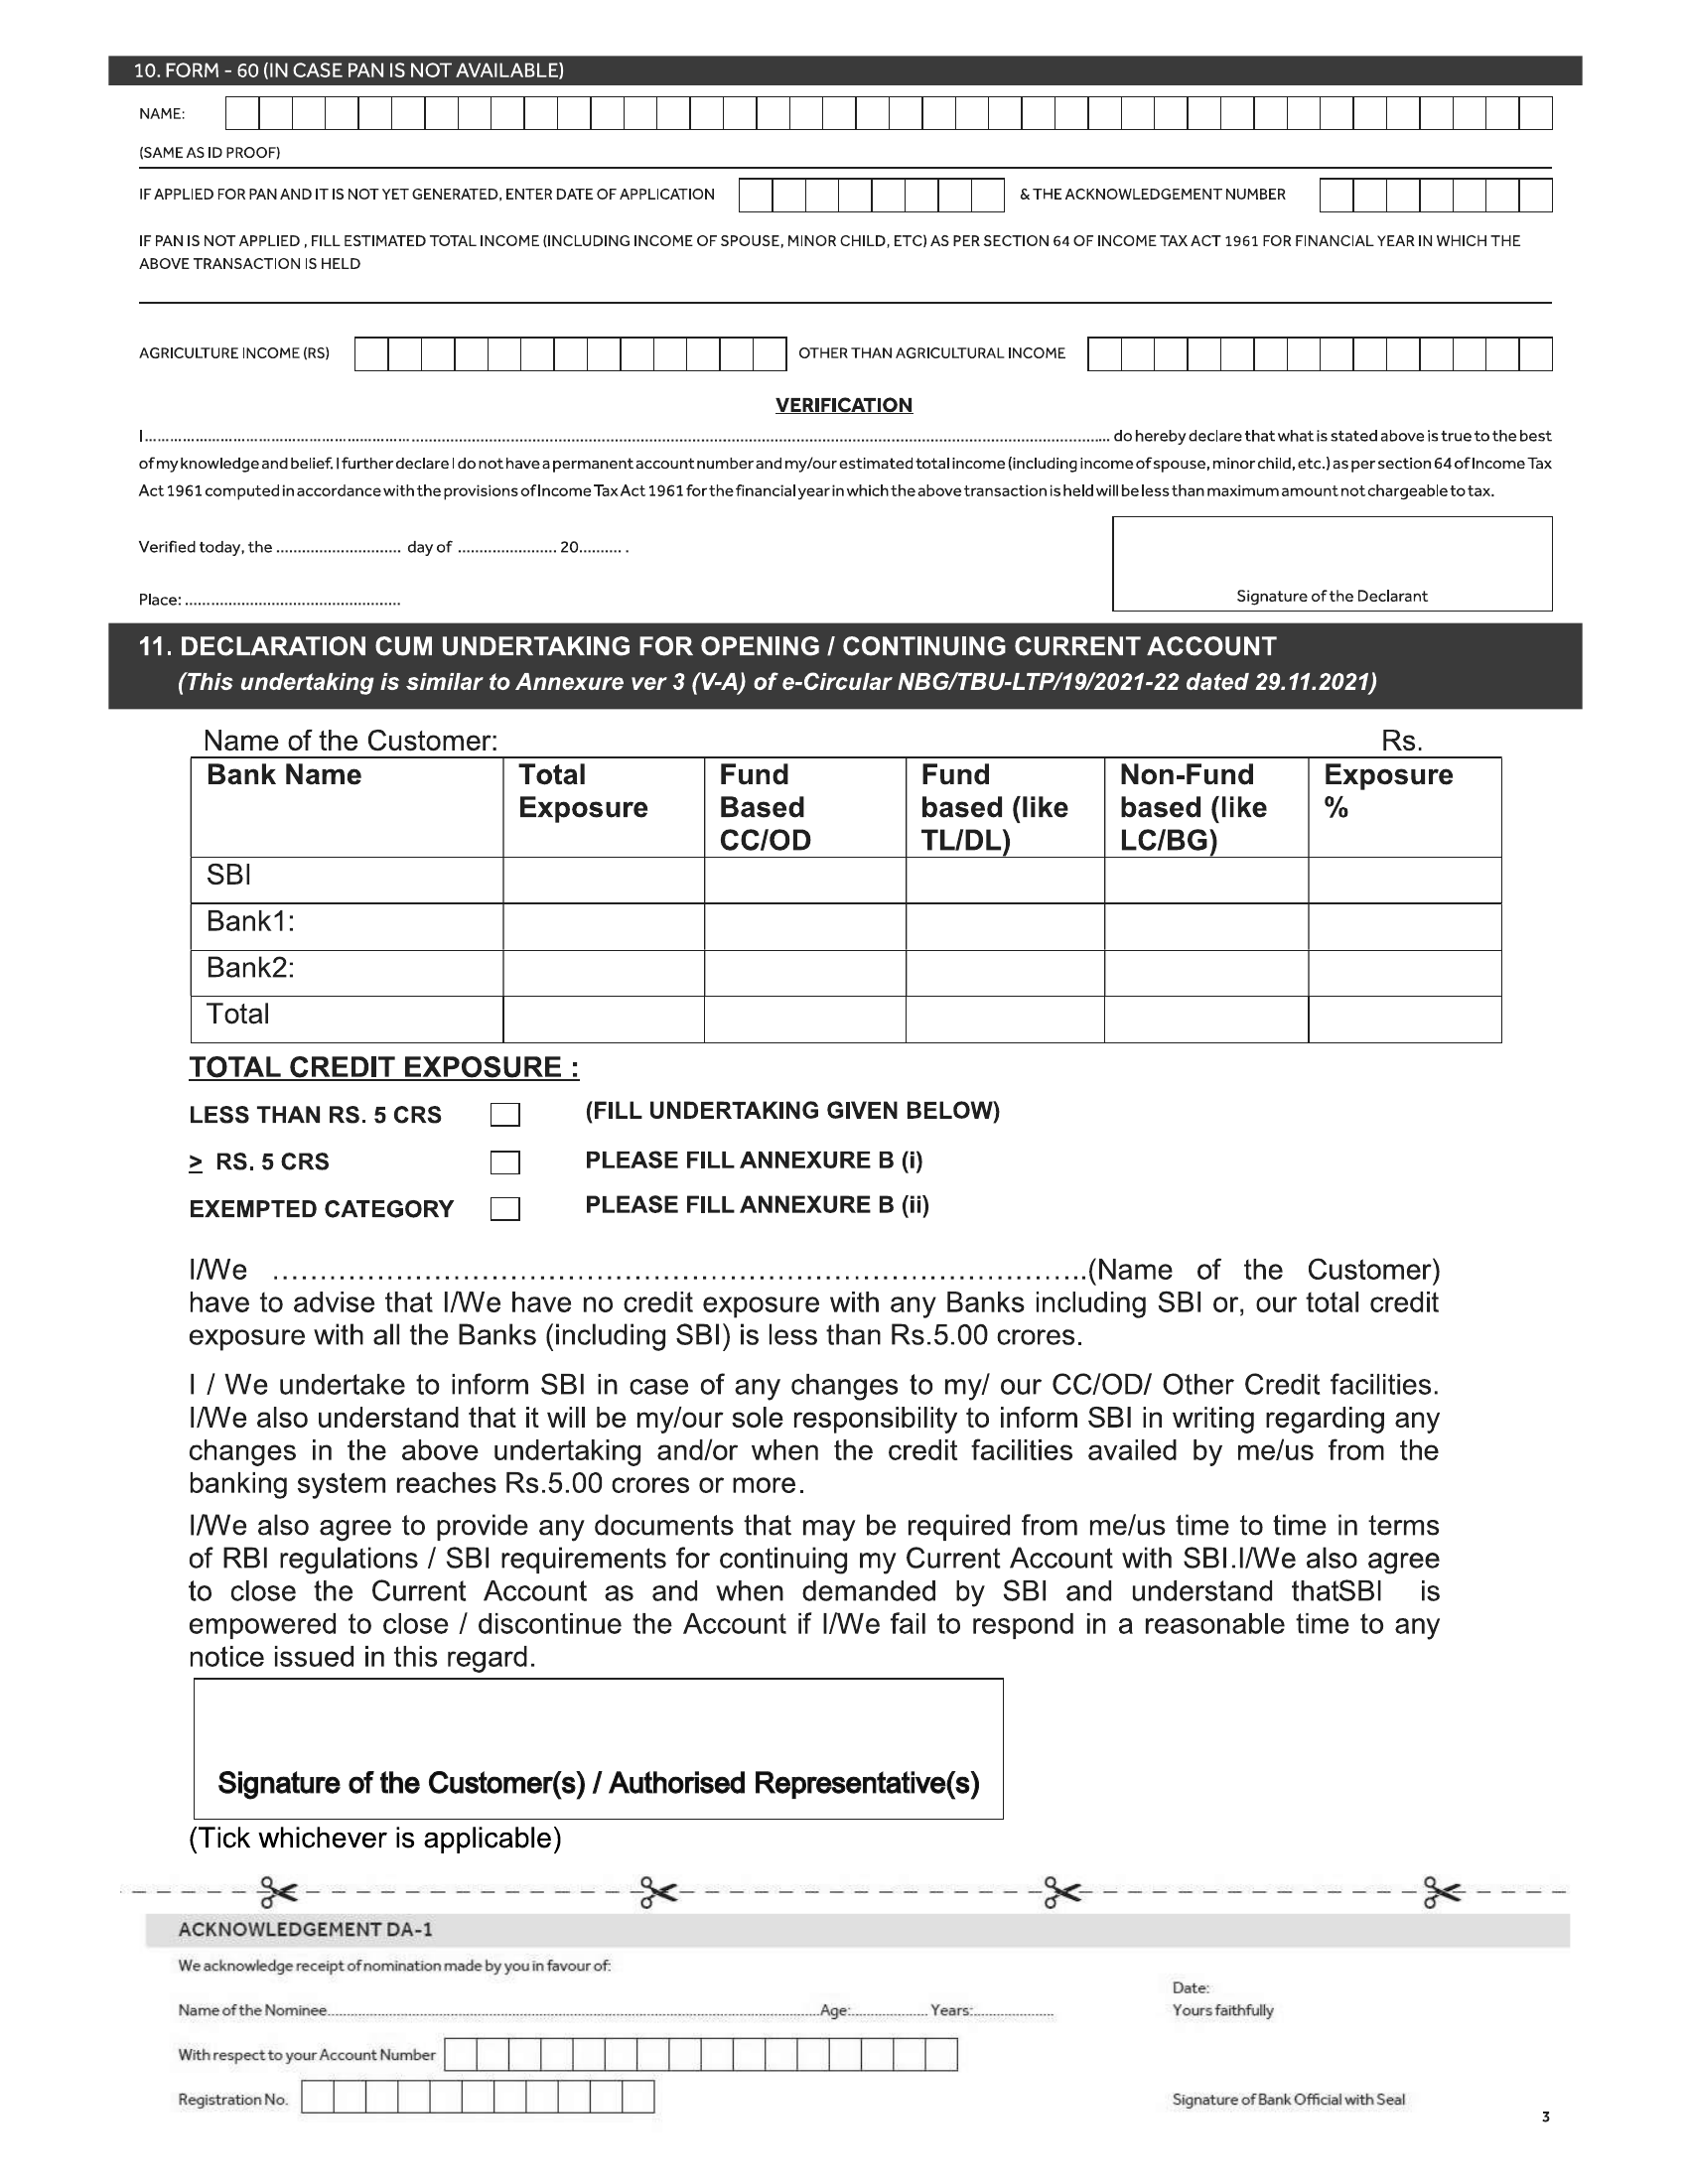 10. FORM - 60 (IN CASE PAN IS NOT AVAILABLE)
NAME:
(SAME AS ID PROOF)
IF APPLIED FOR PAN AND IT IS NOT YET GENERATED, ENTER DATE OF APPLICATION & THE ACKNOWLEDGEMENT NUMBER
IF PAN IS NOT APPLIED , FILL ESTIMATED TOTAL INCOME (INCLUDING INCOME OF SPOUSE, MINOR CHILD, ETC) AS PER SECTION 64 OF INCOME TAX ACT 1961 FOR FINANCIAL YEAR IN WHICH THE
ABOVE TRANSACTION IS HELD
AGRICULTURE INCOME (RS) OTHER THAN AGRICULTURAL INCOME
VERIFICATION
I.......................................................................................................... do hereby declare that what is stated above is true to the best
of my knowledge and belief. I further declare I do not have a permanent account number and my/our estimated total income (including income of spouse, minor child, etc.) as per section 64 of Income Tax
Act 1961 computed in accordance with the provisions of Income Tax Act 1961 for the financial year in which the above transaction is held will be less than maximum amount not chargeable to tax.
Verified today, the ............................. day of ....................... 20.......... .
Place: ..................................................
Signature of the Declarant
11. DECLARATION CUM UNDERTAKING FOR OPENING / CONTINUING CURRENT ACCOUNT
(This undertaking is similar to Annexure ver 3 (V-A) of e-Circular NBG/TBU-LTP/19/2021-22 dated 29.11.2021)
Name of the Customer: Rs.
Bank Name Total Exposure Fund Based CC/OD Fund based (like TL/DL) Non-Fund based (like LC/BG) Exposure %
SBI
Bank1:
Bank2:
Total
TOTAL CREDIT EXPOSURE :
LESS THAN RS. 5 CRS (FILL UNDERTAKING GIVEN BELOW)
≥ RS. 5 CRS PLEASE FILL ANNEXURE B (i)
EXEMPTED CATEGORY PLEASE FILL ANNEXURE B (ii)
I/We ..........................................................................(Name of the Customer)
have to advise that I/We have no credit exposure with any Banks including SBI or, our total credit
exposure with all the Banks (including SBI) is less than Rs.5.00 crores.
I / We undertake to inform SBI in case of any changes to my/ our CC/OD/ Other Credit facilities.
I/We also understand that it will be my/our sole responsibility to inform SBI in writing regarding any
changes in the above undertaking and/or when the credit facilities availed by me/us from the
banking system reaches Rs.5.00 crores or more.
I/We also agree to provide any documents that may be required from me/us time to time in terms
of RBI regulations / SBI requirements for continuing my Current Account with SBI.I/We also agree
to close the Current Account as and when demanded by SBI and understand thatSBI is
empowered to close / discontinue the Account if I/We fail to respond in a reasonable time to any
notice issued in this regard.
Signature of the Customer(s) / Authorised Representative(s)
(Tick whichever is applicable)
ACKNOWLEDGEMENT DA-1
We acknowledge receipt of nomination made by you in favour of:
Date:
Name of the Nominee..............................................................Age:................. Years:................... Yours faithfully
With respect to your Account Number
Registration No. Signature of Bank Official with Seal
3